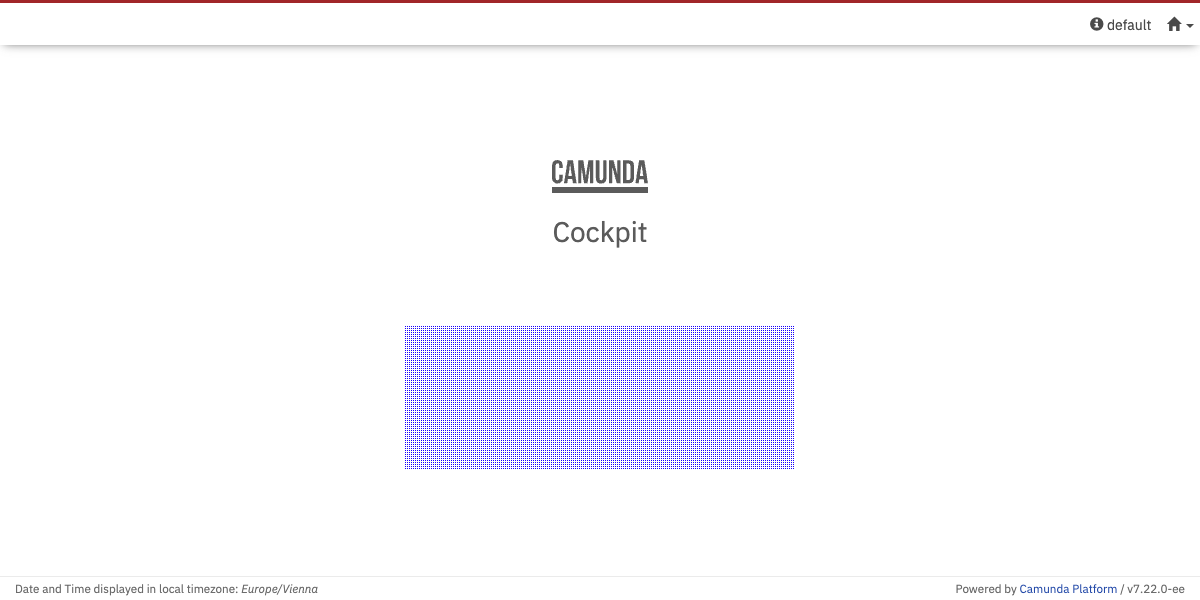 default
CAMUNDA
Cockpit
Date and Time displayed in local timezone: Europe/Vienna
Powered by Camunda Platform / v7.22.0-ee